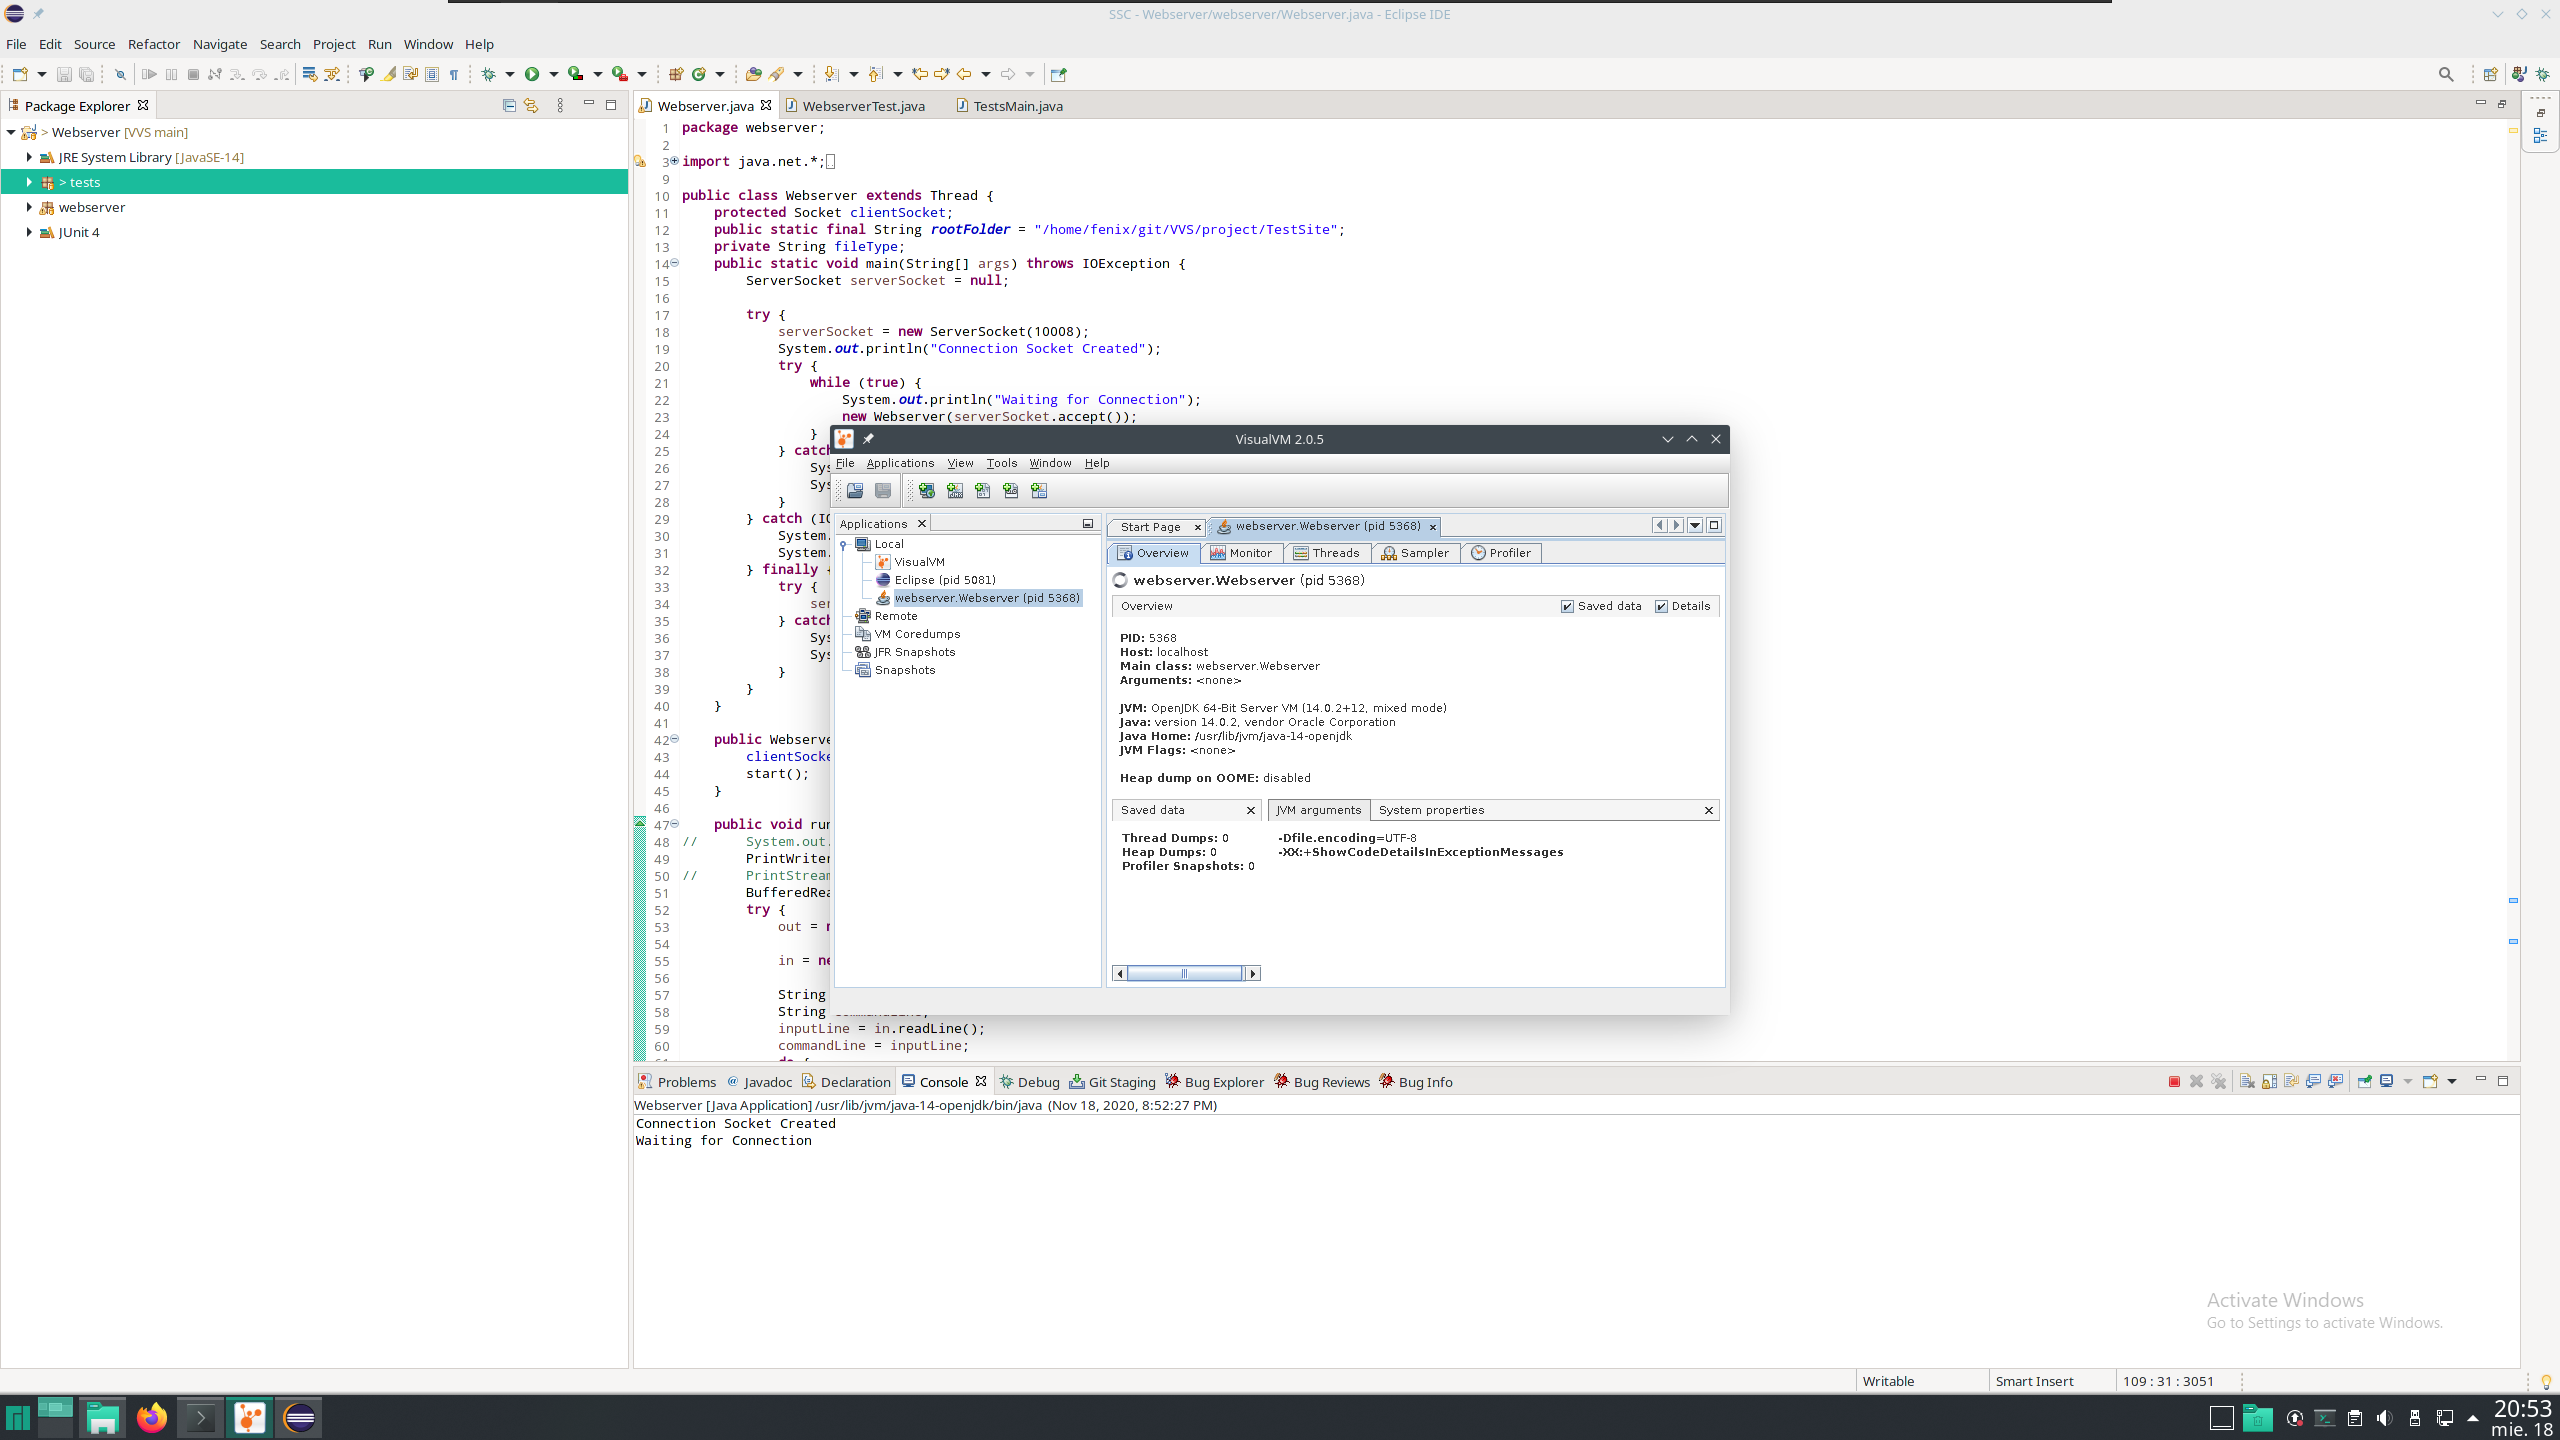 SSC - Webserver/webserver/Webserver.java - Eclipse IDE
File Edit Source Refactor Navigate Search Project Run Window Help
Package Explorer
> Webserver [VVS main]
JRE System Library [JavaSE-14]
> tests
webserver
JUnit 4
Webserver.java WebserverTest.java TestsMain.java
1 package webserver;
2
3 import java.net.*;
9
10 public class Webserver extends Thread {
11 protected Socket clientSocket;
12 public static final String rootFolder = "/home/fenix/git/VVS/project/TestSite";
13 private String fileType;
14 public static void main(String[] args) throws IOException {
15 ServerSocket serverSocket = null;
16
17 try {
18 serverSocket = new ServerSocket(10008);
19 System.out.println("Connection Socket Created");
20 try {
21 while (true) {
22 System.out.println("Waiting for Connection");
23 new Webserver(serverSocket.accept());
24 }
25 } catch
26 Sys
27 Sys
28 }
29 } catch (IO
30 System.
31 System.
32 } finally {
33 try {
34 ser
35 } catch
36 Sys
37 Sys
38 }
39 }
40 }
41
42 public Webserve
43 clientSocke
44 start();
45 }
46
47 public void run
48 // System.out.
49 PrintWriter
50 // PrintStream
51 BufferedRea
52 try {
53 out = n
54
55 in = ne
56
57 String
58 String commandLine;
59 inputLine = in.readLine();
60 commandLine = inputLine;
61 do {
VisualVM 2.0.5
File Applications View Tools Window Help
Applications
Local
VisualVM
Eclipse (pid 5081)
webserver.Webserver (pid 5368)
Remote
VM Coredumps
JFR Snapshots
Snapshots
Start Page webserver.Webserver (pid 5368)
Overview Monitor Threads Sampler Profiler
webserver.Webserver (pid 5368)
Overview Saved data Details
PID: 5368
Host: localhost
Main class: webserver.Webserver
Arguments: <none>
JVM: OpenJDK 64-Bit Server VM (14.0.2+12, mixed mode)
Java: version 14.0.2, vendor Oracle Corporation
Java Home: /usr/lib/jvm/java-14-openjdk
JVM Flags: <none>
Heap dump on OOME: disabled
Saved data JVM arguments System properties
Thread Dumps: 0
Heap Dumps: 0
Profiler Snapshots: 0
-Dfile.encoding=UTF-8
-XX:+ShowCodeDetailsInExceptionMessages
Problems Javadoc Declaration Console Debug Git Staging Bug Explorer Bug Reviews Bug Info
Webserver [Java Application] /usr/lib/jvm/java-14-openjdk/bin/java (Nov 18, 2020, 8:52:27 PM)
Connection Socket Created
Waiting for Connection
Activate Windows
Go to Settings to activate Windows.
Writable Smart Insert 109 : 31 : 3051
20:53
mie. 18